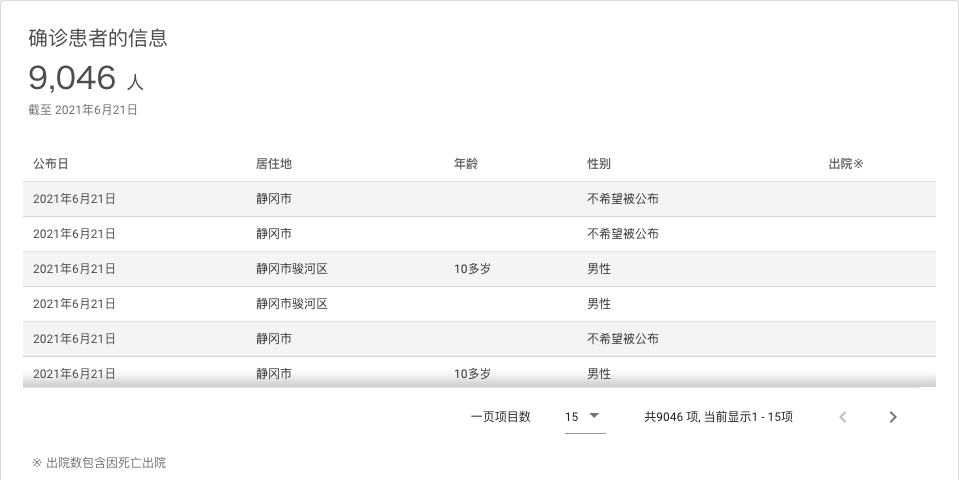 确诊患者的信息
9,046 人
截至 2021年6月21日
公布日 居住地 年龄 性别 出院※
2021年6月21日 静冈市 不希望被公布
2021年6月21日 静冈市 不希望被公布
2021年6月21日 静冈市骏河区 10多岁 男性
2021年6月21日 静冈市骏河区 男性
2021年6月21日 静冈市 不希望被公布
2021年6月21日 静冈市 10多岁 男性
一页项目数 15 共9046 项, 当前显示1 - 15项
※ 出院数包含因死亡出院